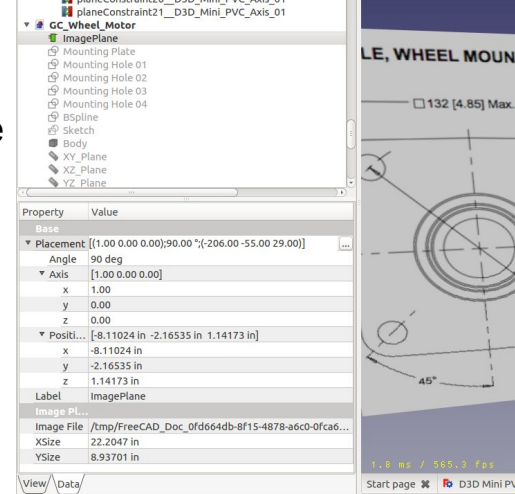 planeConstraint20__D3D_Mini_PVC_Axis_01
planeConstraint21__D3D_Mini_PVC_Axis_01
GC_Wheel_Motor
ImagePlane
Mounting Plate
Mounting Hole 01
Mounting Hole 02
Mounting Hole 03
Mounting Hole 04
BSpline
Sketch
Body
XY_Plane
XZ_Plane
YZ_Plane
Property Value
Base
Placement [(1.00 0.00 0.00);90.00 °;(-206.00 -55.00 29.00)] ...
Angle 90 deg
Axis [1.00 0.00 0.00]
x 1.00
y 0.00
z 0.00
Positi... [-8.11024 in -2.16535 in 1.14173 in]
x -8.11024 in
y -2.16535 in
z 1.14173 in
Label ImagePlane
Image Pl...
Image File /tmp/FreeCAD_Doc_0fd664db-8f15-4878-a6c0-0fca6...
XSize 22.2047 in
YSize 8.93701 in
View Data
LE, WHEEL MOUN
□132 [4.85] Max.
45°
1.8 ms / 565.3 fps
Start page D3D Mini PV
e